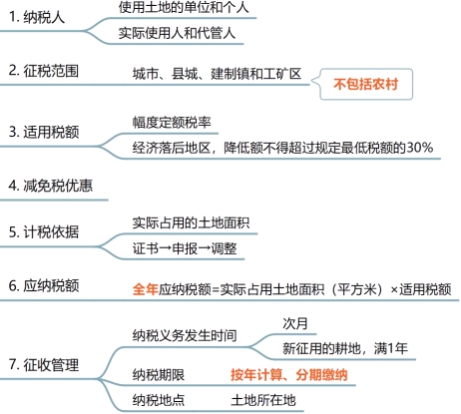 使用土地的单位和个人
1. 纳税人
实际使用人和代管人
2. 征税范围
城市、县城、建制镇和工矿区
不包括农村
幅度定额税率
3. 适用税额
经济落后地区，降低额不得超过规定最低税额的30%
4. 减免税优惠
实际占用的土地面积
5. 计税依据
证书→申报→调整
6. 应纳税额
全年应纳税额=实际占用土地面积（平方米）×适用税额
次月
纳税义务发生时间
新征用的耕地，满1年
7. 征收管理
纳税期限
按年计算、分期缴纳
纳税地点
土地所在地